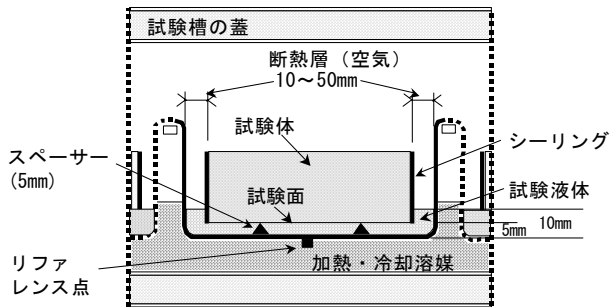 試験槽の蓋
断熱層（空気）
10～50mm
試験体
シーリング
スペーサー
(5mm)
試験面
試験液体
5mm
10mm
リファ
レンス点
加熱・冷却溶媒